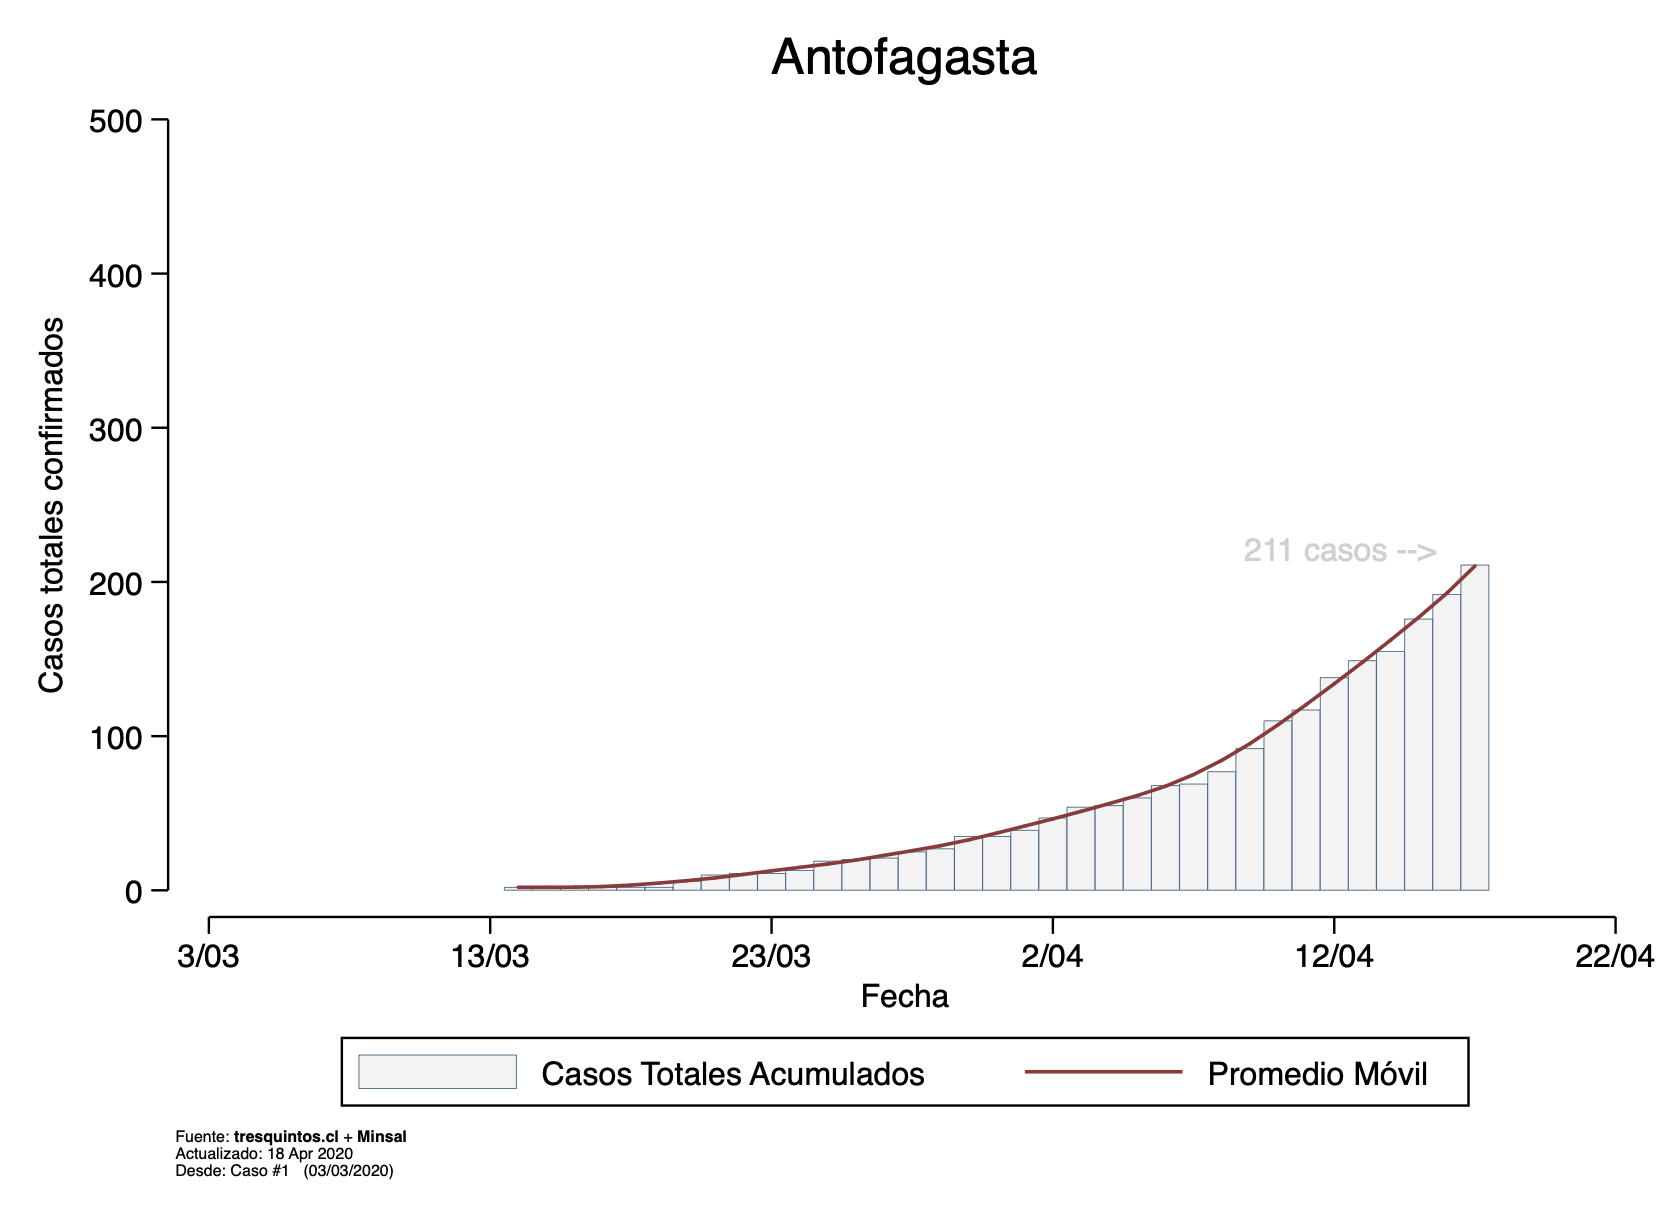 Antofagasta
500
400
300
200
100
0
Casos totales confirmados
211 casos -->
3/03
13/03
23/03
2/04
12/04
22/04
Fecha
Casos Totales Acumulados
Promedio Móvil
Fuente: tresquintos.cl + Minsal
Actualizado: 18 Apr 2020
Desde: Caso #1 (03/03/2020)